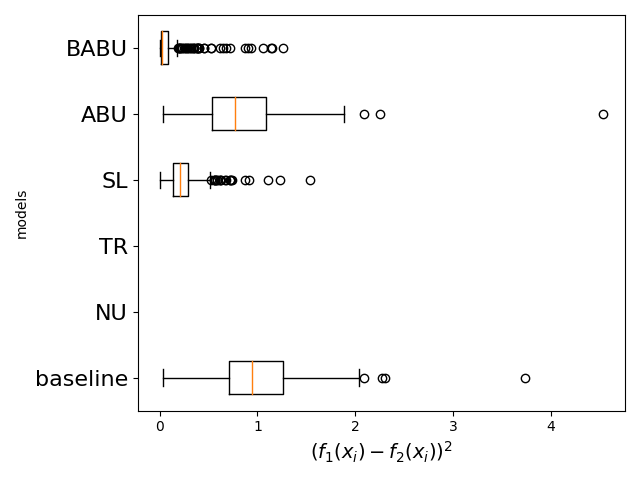 BABU
ABU
SL
TR
NU
baseline
models
0 1 2 3 4
(f₁(xᵢ) − f₂(xᵢ))²